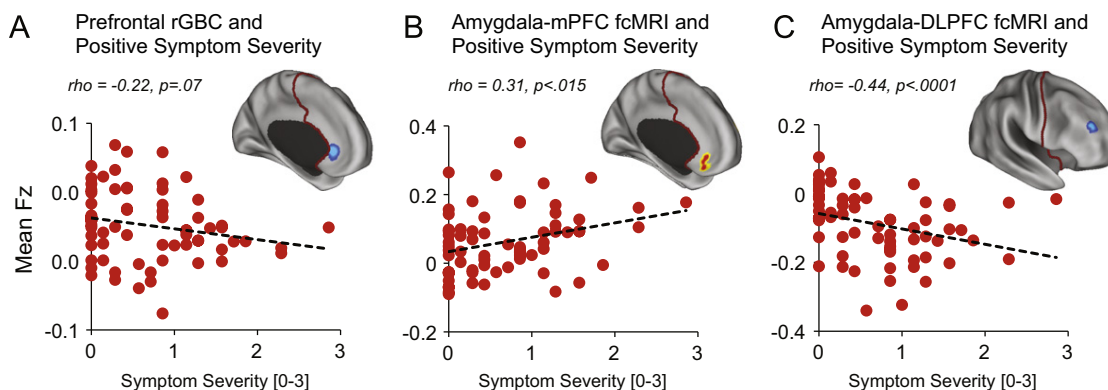 A
Prefrontal rGBC and
Positive Symptom Severity
rho = -0.22, p=.07
Mean Fz
0.1
0.0
0.0
-0.1
0
1
2
3
Symptom Severity [0-3]
B
Amygdala-mPFC fcMRI and
Positive Symptom Severity
rho = 0.31, p<.015
0.4
0.2
0
-0.2
0
1
2
3
Symptom Severity [0-3]
C
Amygdala-DLPFC fcMRI and
Positive Symptom Severity
rho= -0.44, p<.0001
0.2
0
-0.2
-0.4
0
1
2
3
Symptom Severity [0-3]